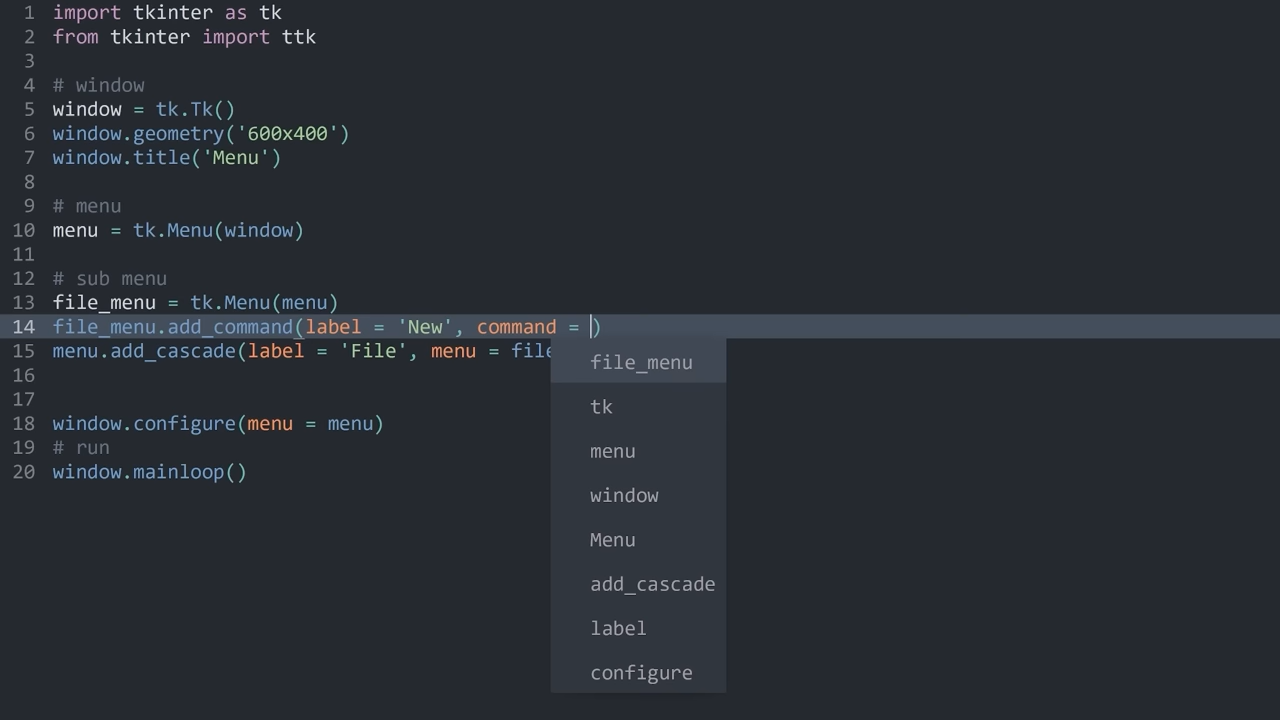 1 import tkinter as tk
2 from tkinter import ttk
3
4 # window
5 window = tk.Tk()
6 window.geometry('600x400')
7 window.title('Menu')
8
9 # menu
10 menu = tk.Menu(window)
11
12 # sub menu
13 file_menu = tk.Menu(menu)
14 file_menu.add_command(label = 'New', command = )
15 menu.add_cascade(label = 'File', menu = file
file_menu
16
tk
17
18 window.configure(menu = menu)
menu
19 # run
20 window.mainloop()
window
Menu
add_cascade
label
configure